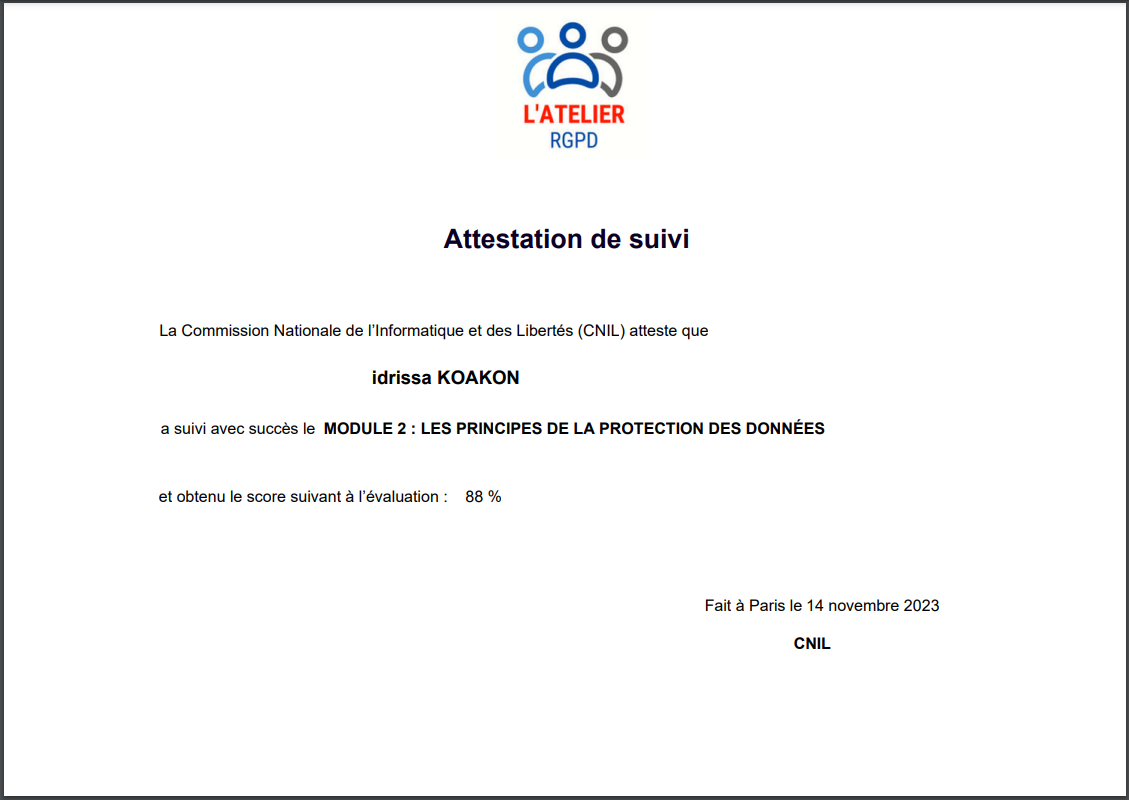 L'ATELIER
RGPD
Attestation de suivi
La Commission Nationale de l’Informatique et des Libertés (CNIL) atteste que
idrissa KOAKON
a suivi avec succès le MODULE 2 : LES PRINCIPES DE LA PROTECTION DES DONNÉES
et obtenu le score suivant à l’évaluation : 88 %
Fait à Paris le 14 novembre 2023
CNIL